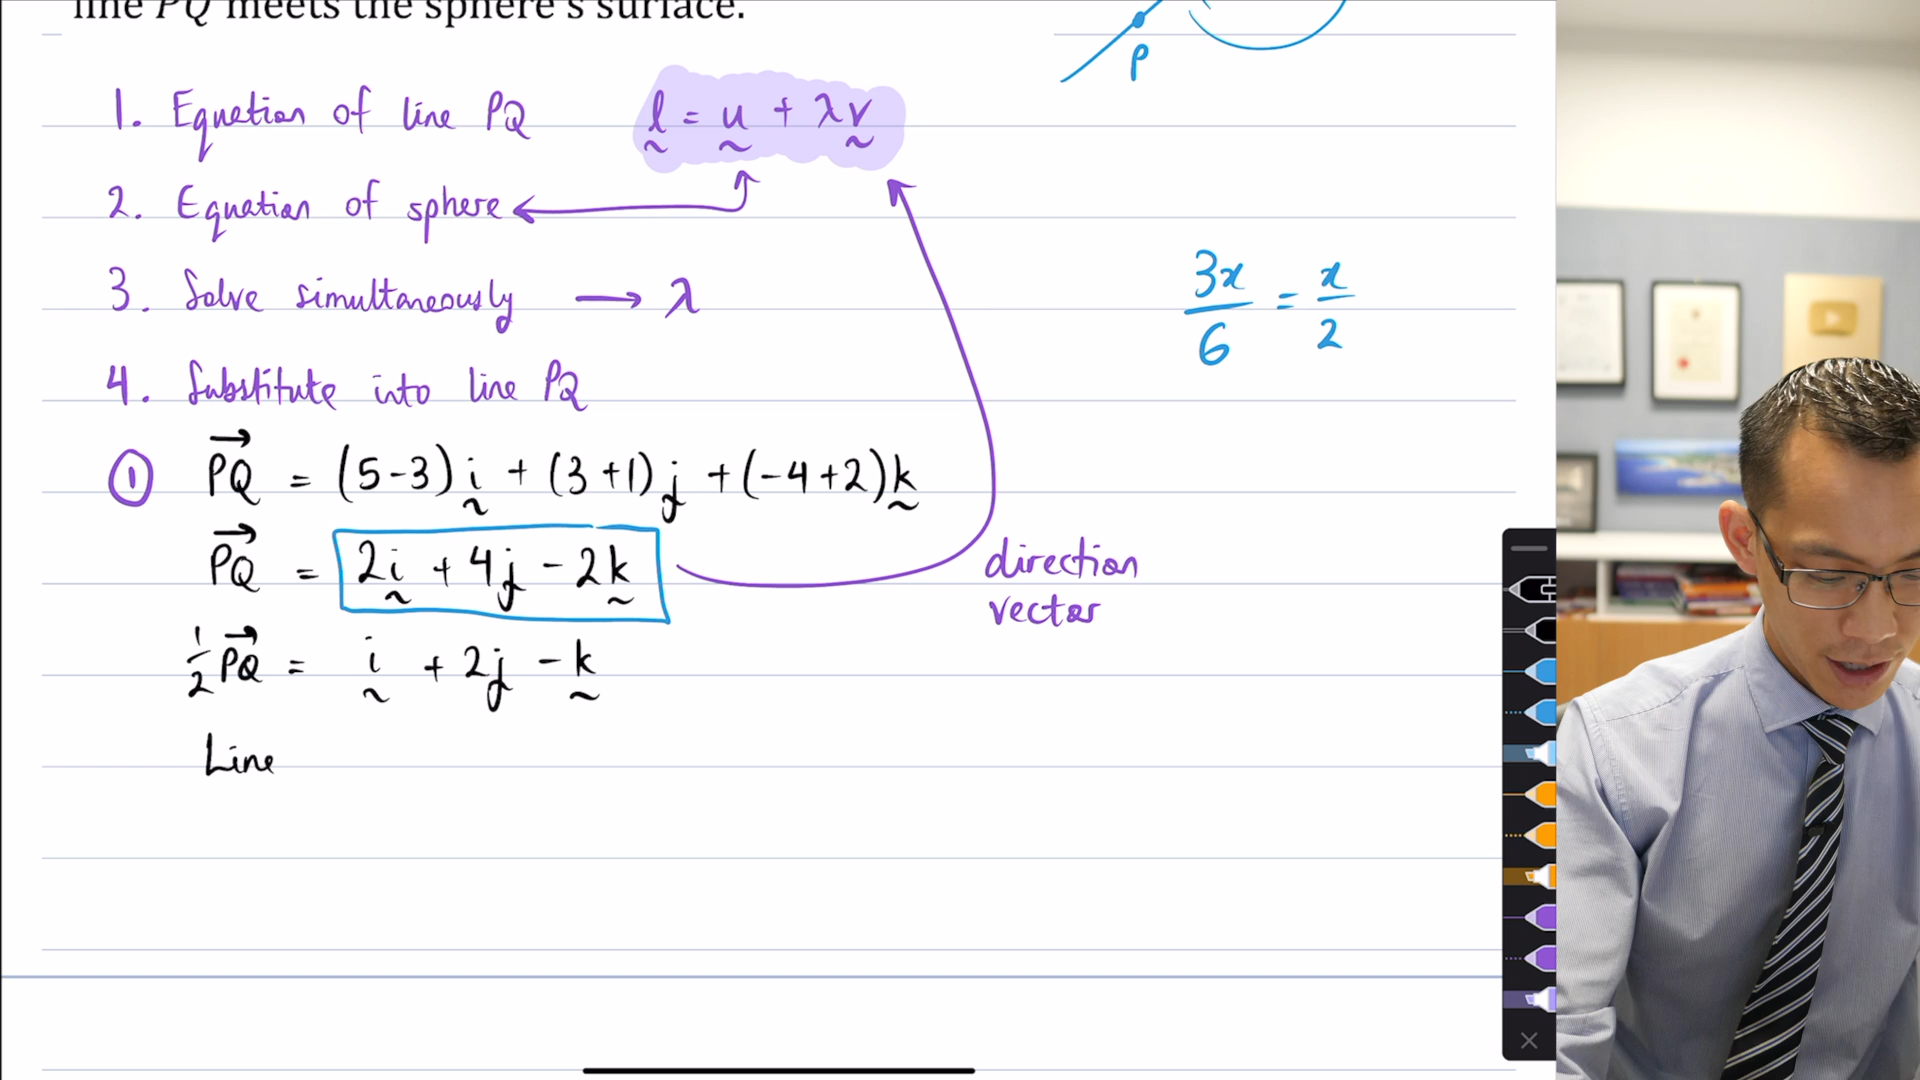 line PQ meets the sphere's surface.
P
1. Equation of line PQ l = u + λv
2. Equation of sphere
3. Solve simultaneously → λ
3x/6 = x/2
4. Substitute into line PQ
① PQ = (5-3)i + (3+1)j + (-4+2)k
PQ = 2i + 4j - 2k
direction
vector
1/2 PQ = i + 2j - k
Line